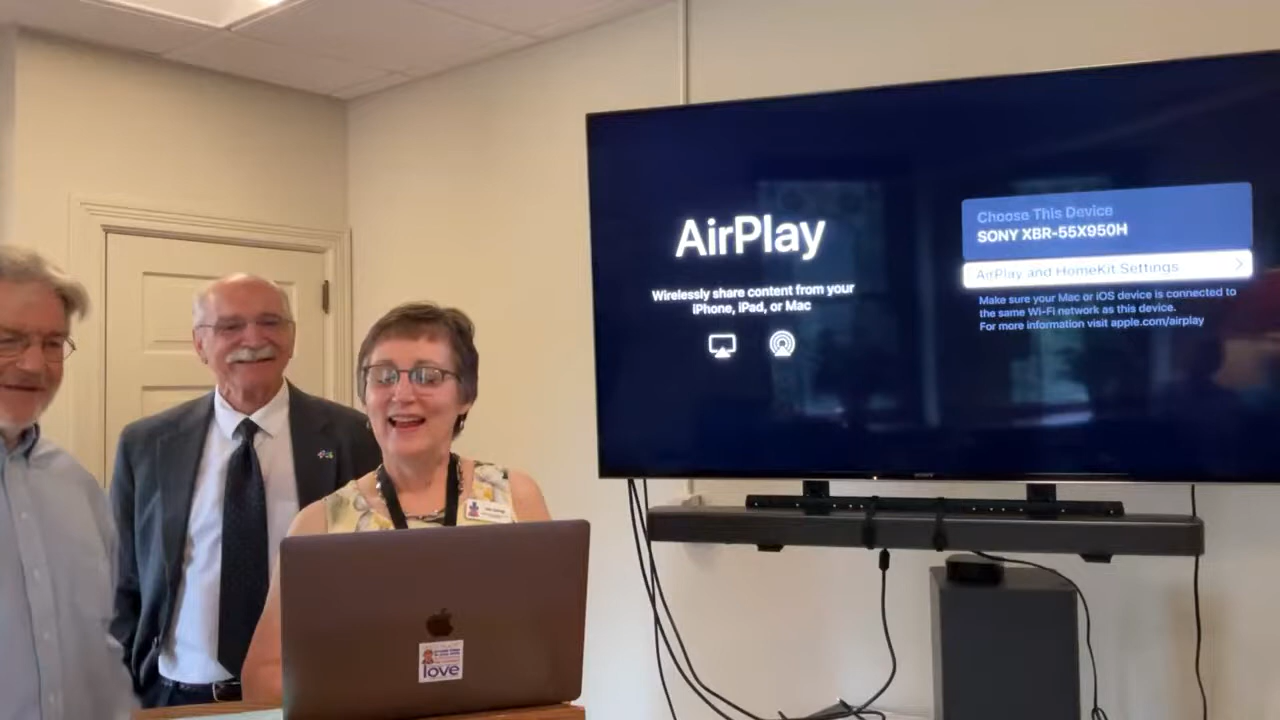 AirPlay
Wirelessly share content from your
iPhone, iPad, or Mac
Choose This Device
SONY XBR-55X950H
AirPlay and HomeKit Settings
Make sure your Mac or iOS device is connected to
the same Wi-Fi network as this device.
For more information visit apple.com/airplay
SONY
love